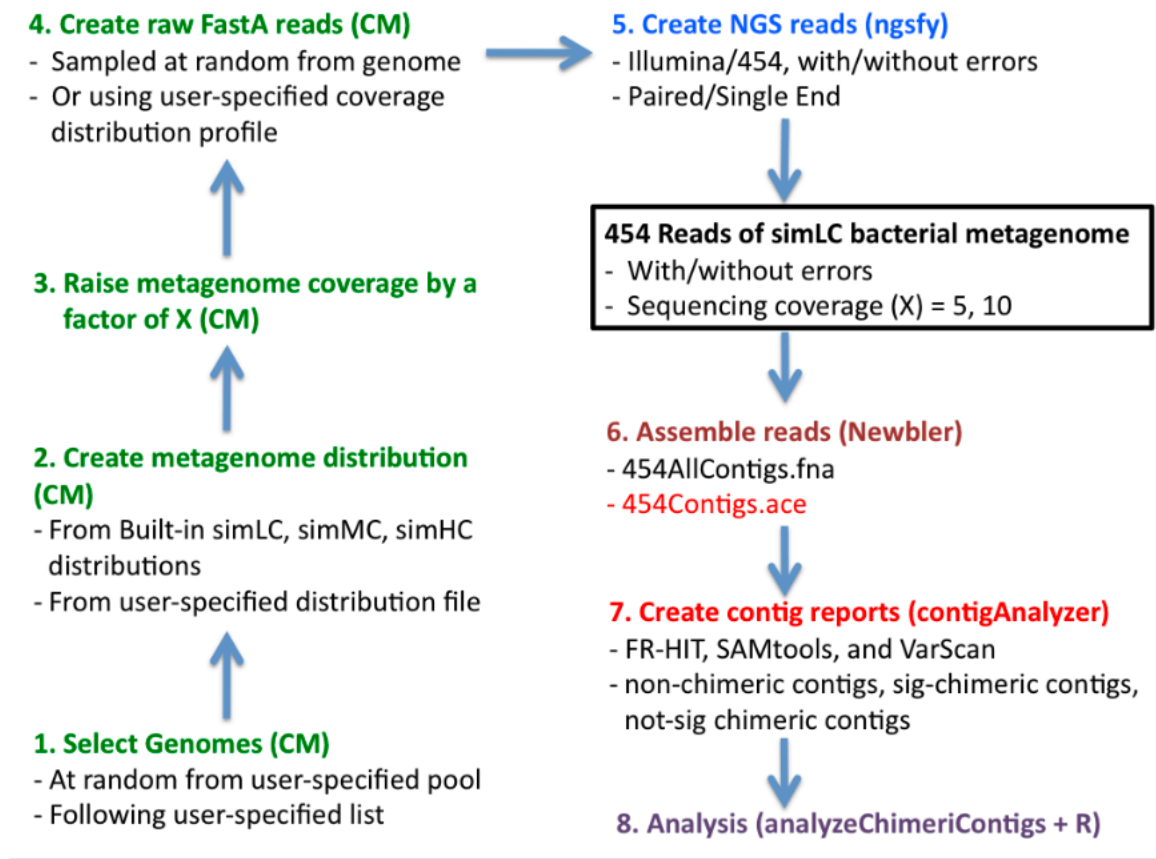 4. Create raw FastA reads (CM)
- Sampled at random from genome
- Or using user-specified coverage
distribution profile
3. Raise metagenome coverage by a
factor of X (CM)
2. Create metagenome distribution
(CM)
- From Built-in simLC, simMC, simHC
distributions
- From user-specified distribution file
1. Select Genomes (CM)
- At random from user-specified pool
- Following user-specified list
5. Create NGS reads (ngsfy)
- Illumina/454, with/without errors
- Paired/Single End
454 Reads of simLC bacterial metagenome
- With/without errors
- Sequencing coverage (X) = 5, 10
6. Assemble reads (Newbler)
- 454AllContigs.fna
- 454Contigs.ace
7. Create contig reports (contigAnalyzer)
- FR-HIT, SAMtools, and VarScan
- non-chimeric contigs, sig-chimeric contigs,
not-sig chimeric contigs
8. Analysis (analyzeChimeriContigs + R)